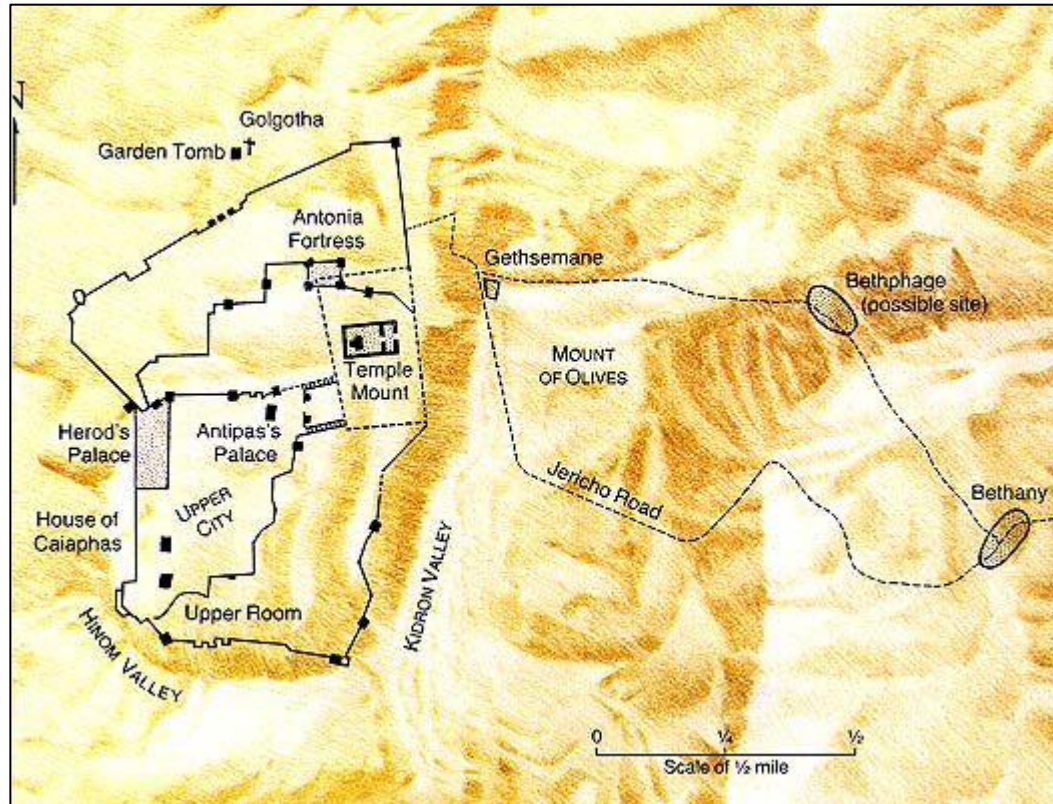 N
Golgotha
Garden Tomb
Antonia
Fortress
Gethsemane
Bethphage
(possible site)
MOUNT
OF OLIVES
Temple
Mount
Herod's
Palace
Antipas's
Palace
Jericho Road
Bethany
UPPER
CITY
House of
Caiaphas
KIDRON VALLEY
Upper Room
HINOM VALLEY
0 ¼ ½
Scale of ½ mile